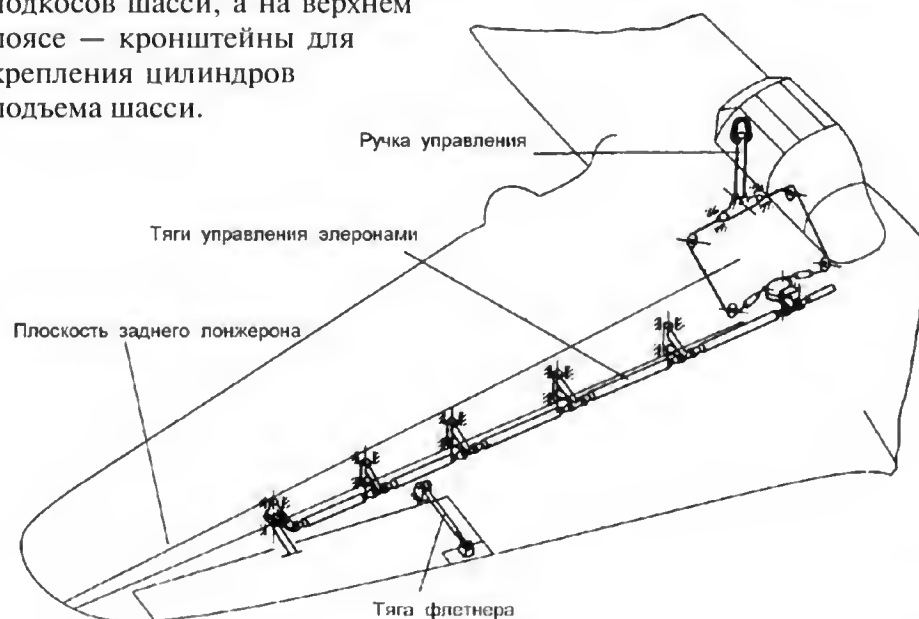 подкосов шасси, а на верхнем
поясе — кронштейны для
крепления цилиндров
подъема шасси.
Ручка управления
Тяги управления элеронами
Плоскость заднего лонжерона
Тяга флетнера